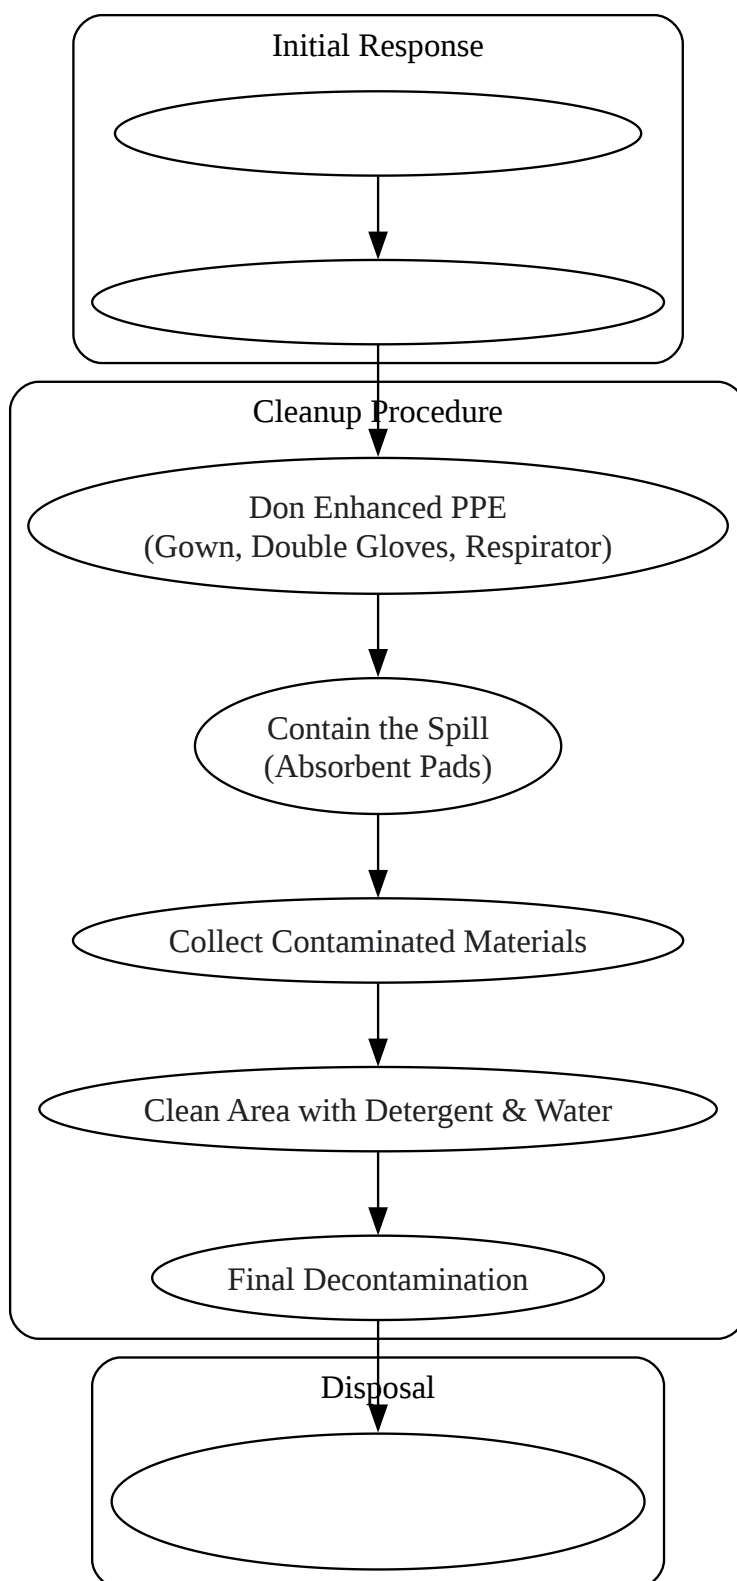 Initial Response
Cleanup Procedure
Don Enhanced PPE
(Gown, Double Gloves, Respirator)
Contain the Spill
(Absorbent Pads)
Collect Contaminated Materials
Clean Area with Detergent & Water
Final Decontamination
Disposal